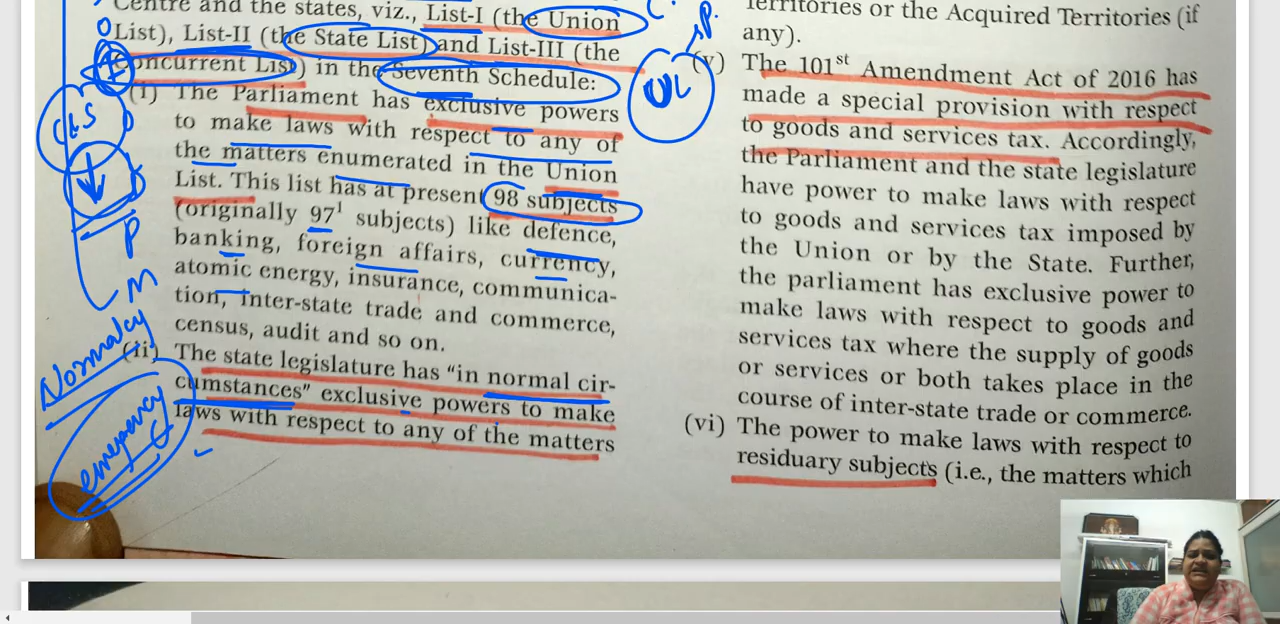 Centre and the states, viz., List-I (the Union
List), List-II (the State List) and List-III (the
Concurrent List) in the Seventh Schedule:
(i) The Parliament has exclusive powers
to make laws with respect to any of
the matters enumerated in the Union
List. This list has at present 98 subjects
(originally 97¹ subjects) like defence,
banking, foreign affairs, currency,
atomic energy, insurance, communica-
tion, inter-state trade and commerce,
census, audit and so on.
(ii) The state legislature has “in normal cir-
cumstances” exclusive powers to make
laws with respect to any of the matters
Normalcy
emergency
P
M
UL
P.
territories or the Acquired Territories (if
any).
(v) The 101st Amendment Act of 2016 has
made a special provision with respect
to goods and services tax. Accordingly,
the Parliament and the state legislature
have power to make laws with respect
to goods and services tax imposed by
the Union or by the State. Further,
the parliament has exclusive power to
make laws with respect to goods and
services tax where the supply of goods
or services or both takes place in the
course of inter-state trade or commerce.
(vi) The power to make laws with respect to
residuary subjects (i.e., the matters which